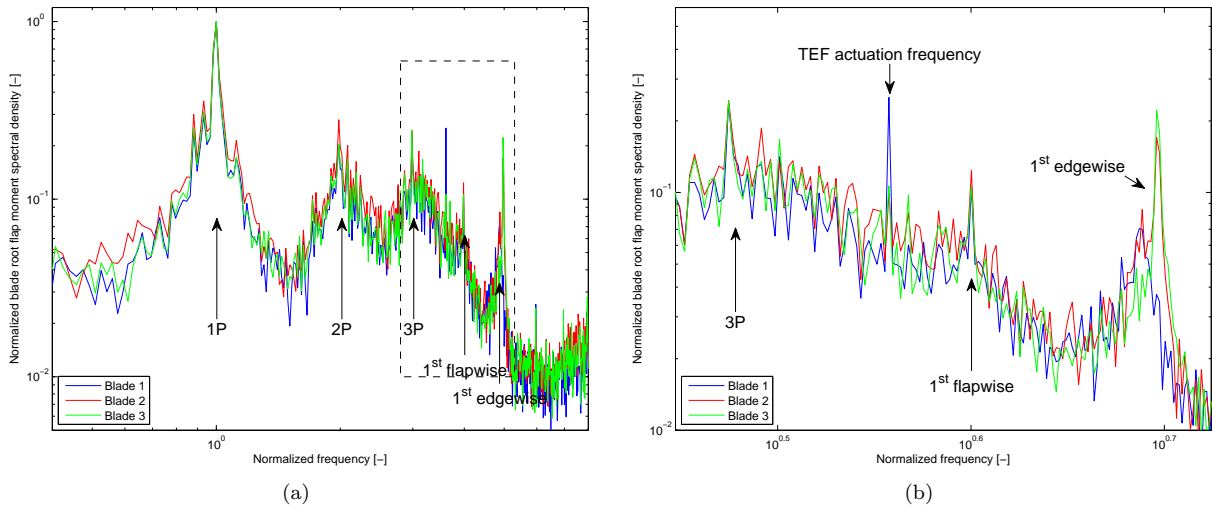 10^0
10^-1
10^-2
Normalized blade root flap moment spectral density [−]
1P
2P
3P
1st flapwise
1st edgewise
Blade 1
Blade 2
Blade 3
10^0
Normalized frequency [−]
(a)
10^-1
10^-2
Normalized blade root flap moment spectral density [−]
TEF actuation frequency
1st edgewise
3P
1st flapwise
Blade 1
Blade 2
Blade 3
10^0.5
10^0.6
10^0.7
Normalized frequency [−]
(b)